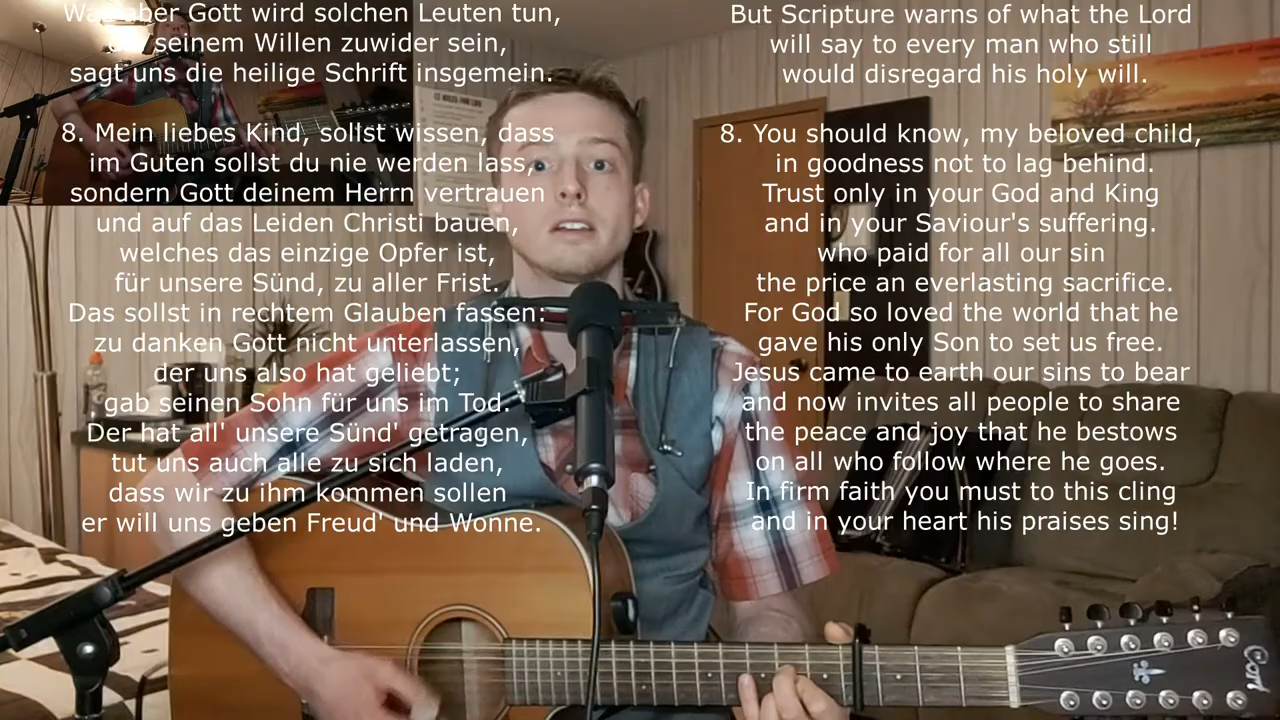 Was aber Gott wird solchen Leuten tun,
seinem Willen zuwider sein,
sagt uns die heilige Schrift insgemein.
8. Mein liebes Kind, sollst wissen, dass
im Guten sollst du nie werden lass,
sondern Gott deinem Herrn vertrauen
und auf das Leiden Christi bauen,
welches das einzige Opfer ist,
für unsere Sünd, zu aller Frist.
Das sollst in rechtem Glauben fassen:
zu danken Gott nicht unterlassen,
der uns also hat geliebt;
gab seinen Sohn für uns im Tod.
Der hat all' unsere Sünd' getragen,
tut uns auch alle zu sich laden,
dass wir zu ihm kommen sollen
er will uns geben Freud' und Wonne.
But Scripture warns of what the Lord
will say to every man who still
would disregard his holy will.
8. You should know, my beloved child,
in goodness not to lag behind.
Trust only in your God and King
and in your Saviour's suffering.
who paid for all our sin
the price an everlasting sacrifice.
For God so loved the world that he
gave his only Son to set us free.
Jesus came to earth our sins to bear
and now invites all people to share
the peace and joy that he bestows
on all who follow where he goes.
In firm faith you must to this cling
and in your heart his praises sing!
Cort